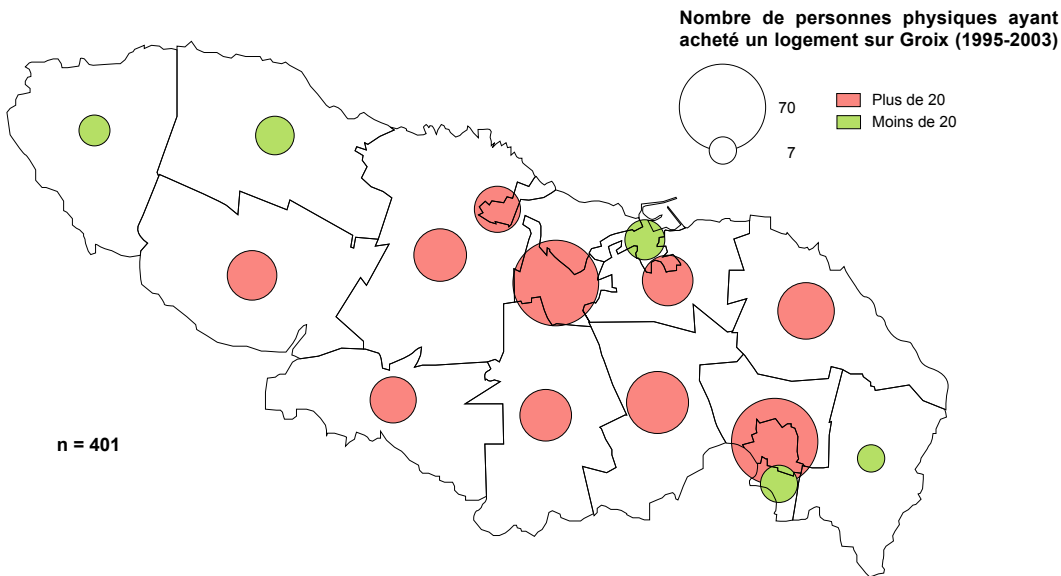 Nombre de personnes physiques ayant
acheté un logement sur Groix (1995-2003)
70
7
Plus de 20
Moins de 20
n = 401